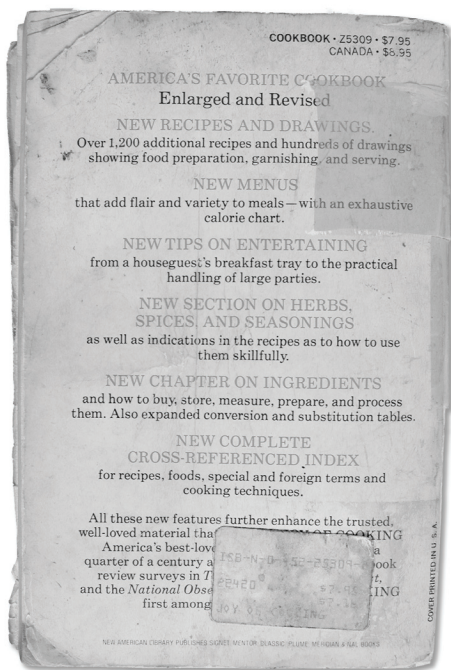 COOKBOOK • Z5309 • $7.95
CANADA • $8.95
AMERICA'S FAVORITE COOKBOOK
Enlarged and Revised
NEW RECIPES AND DRAWINGS.
Over 1,200 additional recipes and hundreds of drawings
showing food preparation, garnishing, and serving.
NEW MENUS
that add flair and variety to meals—with an exhaustive
calorie chart.
NEW TIPS ON ENTERTAINING
from a houseguest's breakfast tray to the practical
handling of large parties.
NEW SECTION ON HERBS,
SPICES, AND SEASONINGS
as well as indications in the recipes as to how to use
them skillfully.
NEW CHAPTER ON INGREDIENTS
and how to buy, store, measure, prepare, and process
them. Also expanded conversion and substitution tables.
NEW COMPLETE
CROSS-REFERENCED INDEX
for recipes, foods, special and foreign terms and
cooking techniques.
All these new features further enhance the trusted,
well-loved material tha OF COOKING
America's best-love a
quarter of a century a ook
review surveys in T t,
and the National Obse KING
first among
NEW AMERICAN LIBRARY PUBLISHES SIGNET, MENTOR, CLASSIC, PLUME, MERIDIAN & NAL BOOKS
COVER PRINTED IN U.S.A.